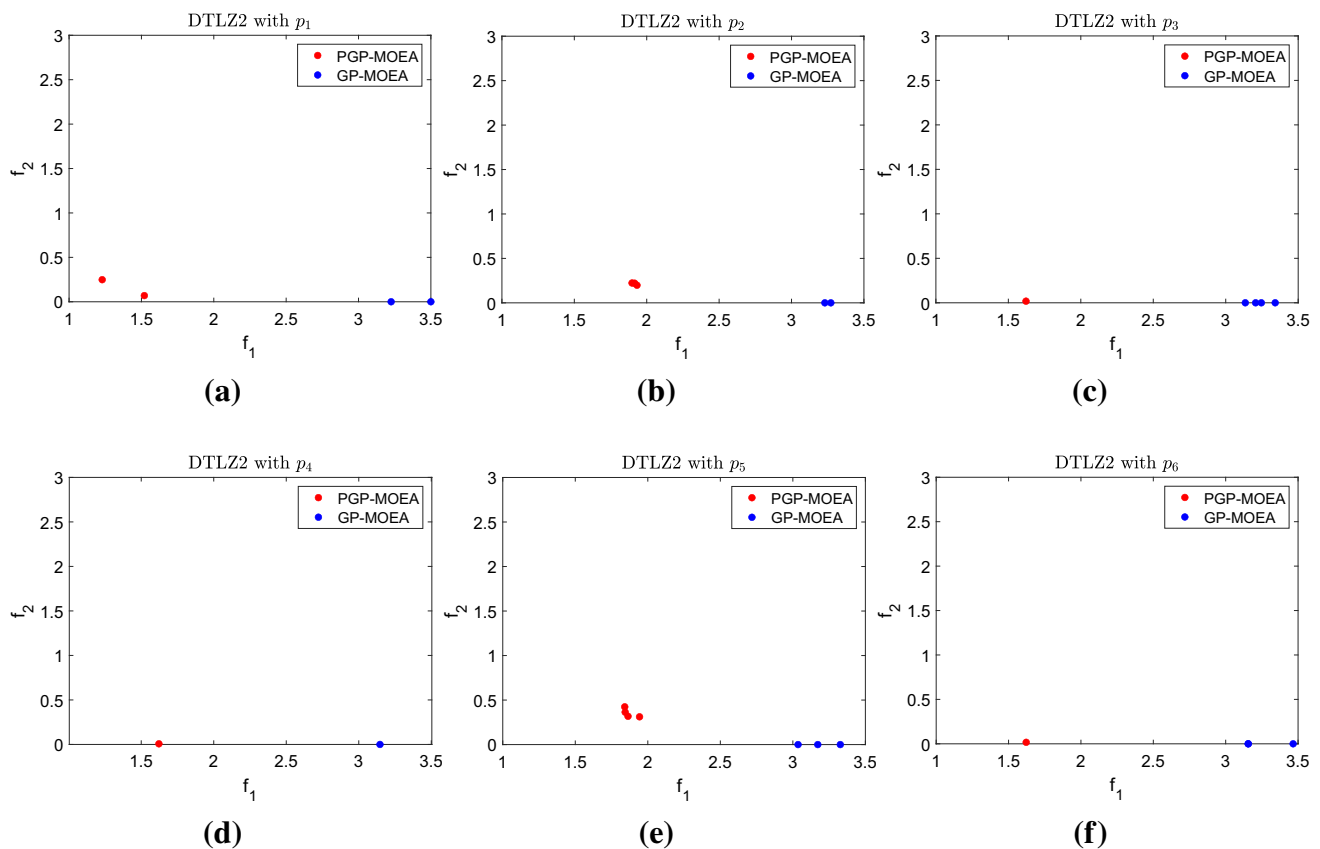 DTLZ2 with p₁
PGP-MOEA
GP-MOEA
3
2.5
2
1.5
1
0.5
0
f₂
1 1.5 2 2.5 3 3.5
f₁
(a)
DTLZ2 with p₂
PGP-MOEA
GP-MOEA
3
2.5
2
1.5
1
0.5
0
f₂
1 1.5 2 2.5 3 3.5
f₁
(b)
DTLZ2 with p₃
PGP-MOEA
GP-MOEA
3
2.5
2
1.5
1
0.5
0
f₂
1 1.5 2 2.5 3 3.5
f₁
(c)
DTLZ2 with p₄
PGP-MOEA
GP-MOEA
3
2.5
2
1.5
1
0.5
0
f₂
1 1.5 2 2.5 3 3.5
f₁
(d)
DTLZ2 with p₅
PGP-MOEA
GP-MOEA
3
2.5
2
1.5
1
0.5
0
f₂
1 1.5 2 2.5 3 3.5
f₁
(e)
DTLZ2 with p₆
PGP-MOEA
GP-MOEA
3
2.5
2
1.5
1
0.5
0
f₂
1 1.5 2 2.5 3 3.5
f₁
(f)